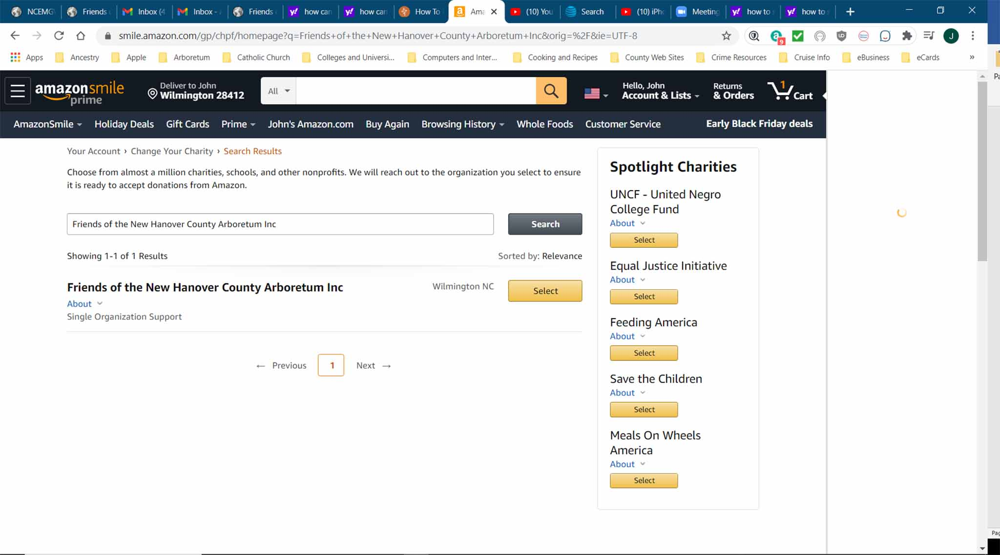 NCEMG
Friends
Inbox (4
Inbox -
Friends
how can
how can
How To
Ama
(10) You
Search
(10) iPh
Meeting
how to
how to
smile.amazon.com/gp/chpf/homepage?q=Friends+of+the+New+Hanover+County+Arboretum+Inc&orig=%2F&ie=UTF-8
9
J
Apps
Ancestry
Apple
Arboretum
Catholic Church
Colleges and Universi...
Computers and Inter...
Cooking and Recipes
County Web Sites
Crime Resources
Cruise Info
eBusiness
eCards
»
amazonsmile
prime
Deliver to John
Wilmington 28412
All
Hello, John
Account & Lists
Returns
& Orders
1
Cart
AmazonSmile
Holiday Deals
Gift Cards
Prime
John's Amazon.com
Buy Again
Browsing History
Whole Foods
Customer Service
Early Black Friday deals
Your Account › Change Your Charity › Search Results
Choose from almost a million charities, schools, and other nonprofits. We will reach out to the organization you select to ensure
it is ready to accept donations from Amazon.
Friends of the New Hanover County Arboretum Inc
Search
Showing 1-1 of 1 Results
Sorted by: Relevance
Friends of the New Hanover County Arboretum Inc
Wilmington NC
Select
About
Single Organization Support
← Previous
1
Next →
Spotlight Charities
UNCF - United Negro
College Fund
About
Select
Equal Justice Initiative
About
Select
Feeding America
About
Select
Save the Children
About
Select
Meals On Wheels
America
About
Select
Pa
Pag